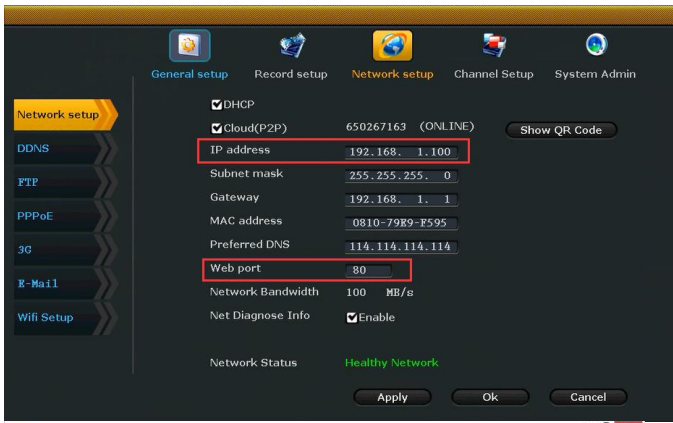 General setup Record setup Network setup Channel Setup System Admin
Network setup
DDNS
FTP
PPPoE
3G
E-Mail
Wifi Setup
DHCP
Cloud(P2P) 650267163 (ONLINE) Show QR Code
IP address 192.168. 1.100
Subnet mask 255.255.255. 0
Gateway 192.168. 1. 1
MAC address 0810-79E9-F595
Preferred DNS 114.114.114.114
Web port 80
Network Bandwidth 100 MB/s
Net Diagnose Info Enable
Network Status Healthy Network
Apply Ok Cancel